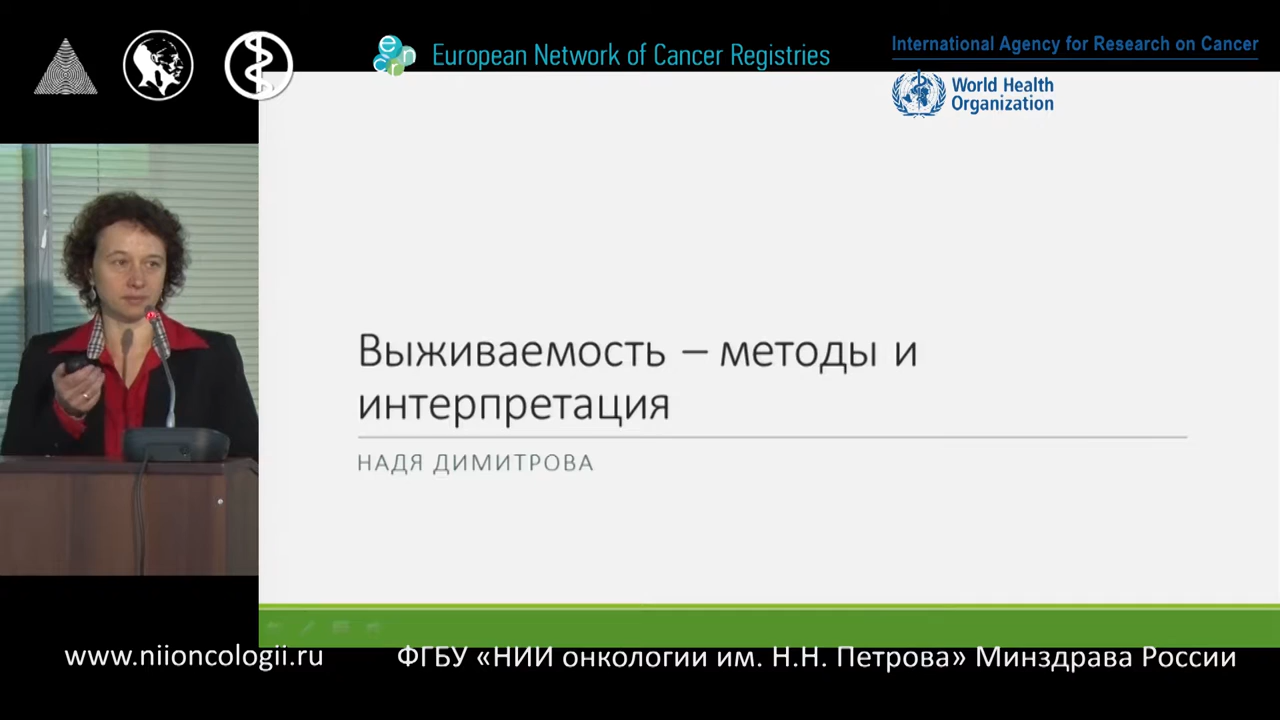 European Network of Cancer Registries
International Agency for Research on Cancer
World Health
Organization
Выживаемость – методы и
интерпретация
НАДЯ ДИМИТРОВА
www.niioncologii.ru
ФГБУ «НИИ онкологии им. Н.Н. Петрова» Минздрава России